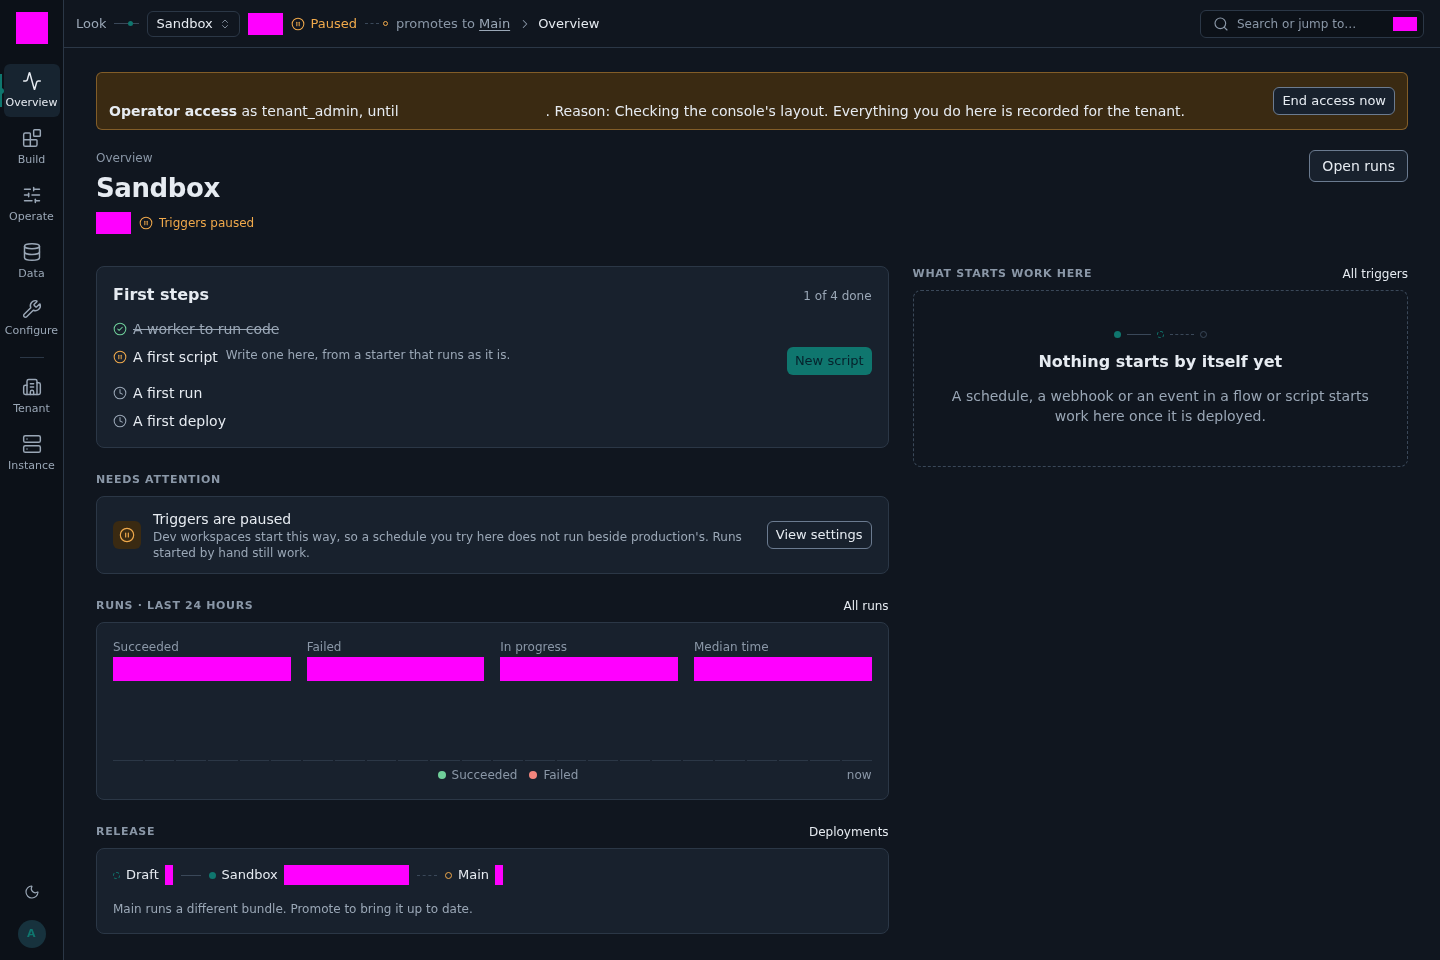 Look Sandbox Paused promotes to Main Overview
Search or jump to…
Overview
Build
Operate
Data
Configure
Tenant
Instance
A
Operator access as tenant_admin, until . Reason: Checking the console's layout. Everything you do here is recorded for the tenant.
End access now
Overview
Sandbox
Triggers paused
Open runs
First steps
1 of 4 done
A worker to run code
A first script Write one here, from a starter that runs as it is.
New script
A first run
A first deploy
NEEDS ATTENTION
Triggers are paused
Dev workspaces start this way, so a schedule you try here does not run beside production's. Runs
started by hand still work.
View settings
RUNS · LAST 24 HOURS
All runs
Succeeded Failed In progress Median time
Succeeded Failed now
RELEASE
Deployments
Draft Sandbox Main
Main runs a different bundle. Promote to bring it up to date.
WHAT STARTS WORK HERE
All triggers
Nothing starts by itself yet
A schedule, a webhook or an event in a flow or script starts
work here once it is deployed.